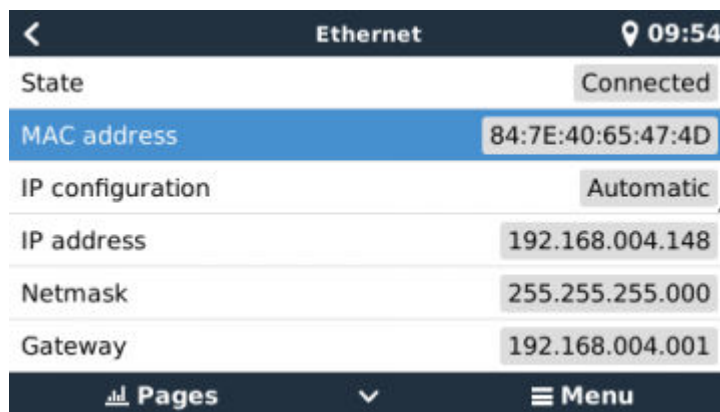 Ethernet 09:54
State Connected
MAC address 84:7E:40:65:47:4D
IP configuration Automatic
IP address 192.168.004.148
Netmask 255.255.255.000
Gateway 192.168.004.001
Pages Menu